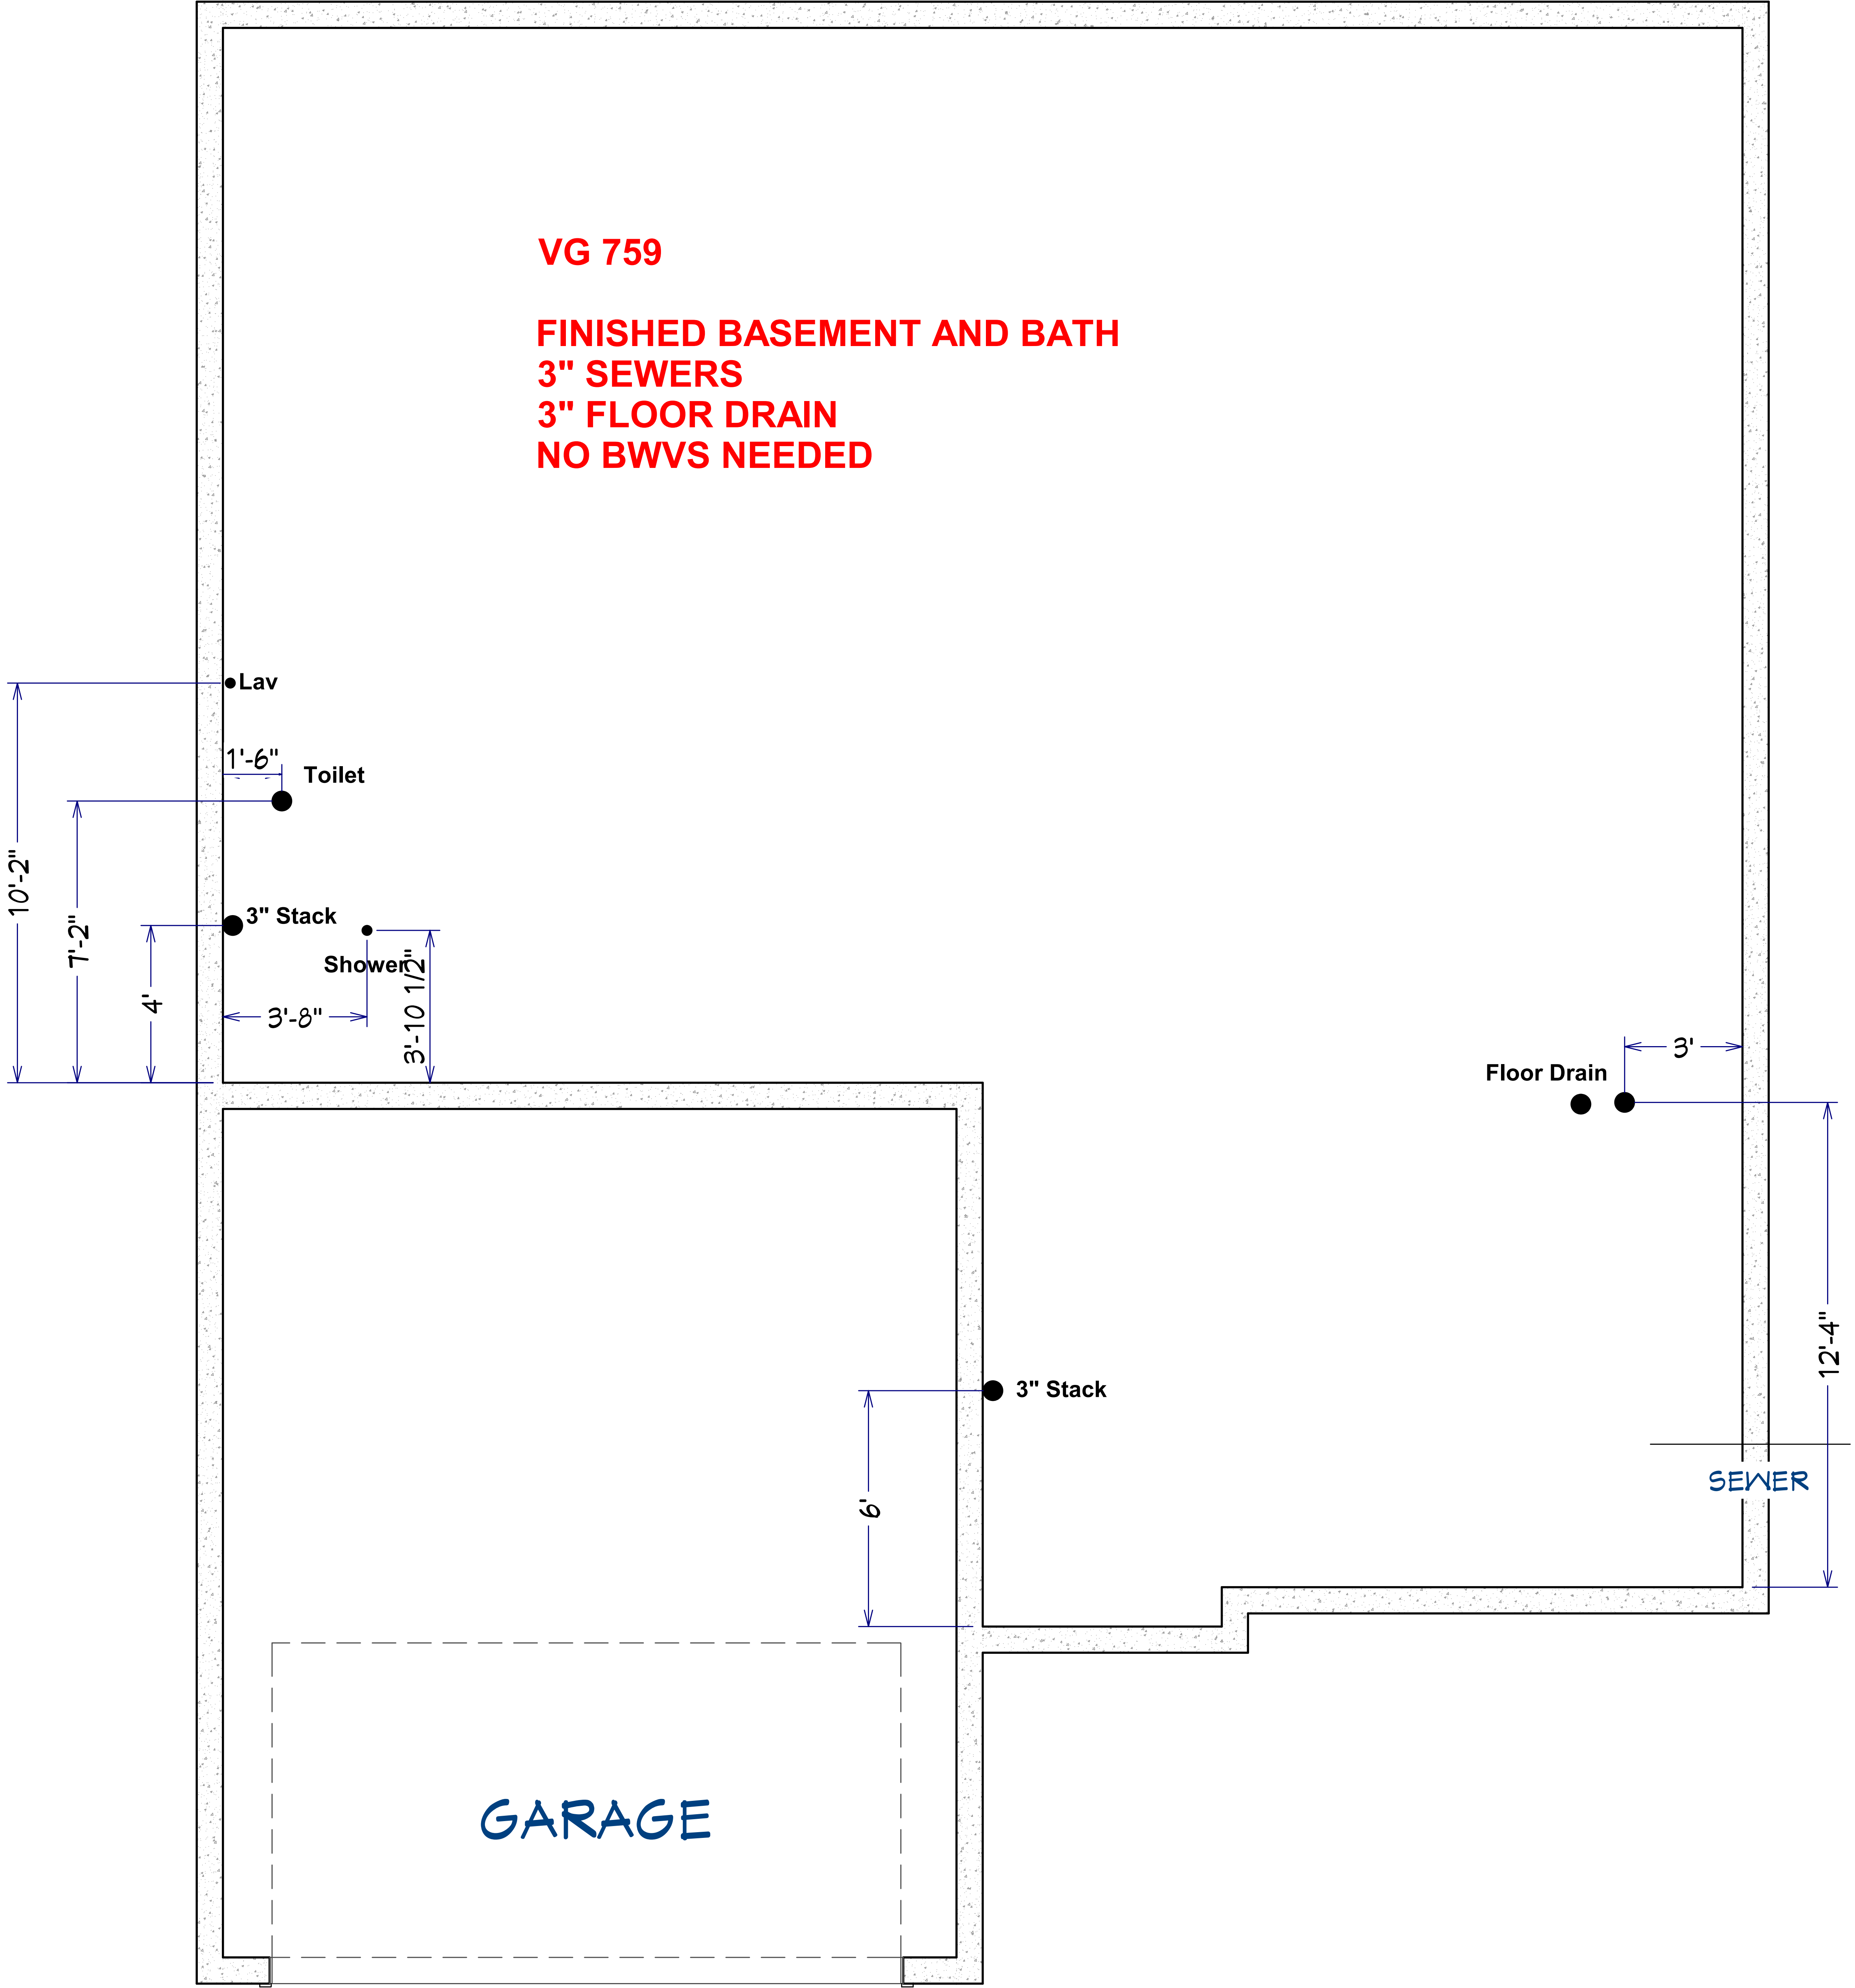 VG 759
FINISHED BASEMENT AND BATH
3" SEWERS
3" FLOOR DRAIN
NO BWVS NEEDED
Lav
1'-6"
Toilet
10'-2"
7'-2"
3" Stack
4'
Shower
3'-8"
3'-10 1/2"
3'
Floor Drain
12'-4"
3" Stack
6'
SEWER
GARAGE